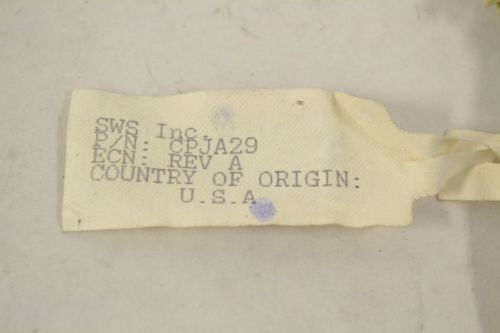 SWS Inc.
P/N: CPJA29
ECN: REV A
COUNTRY OF ORIGIN:
U.S.A